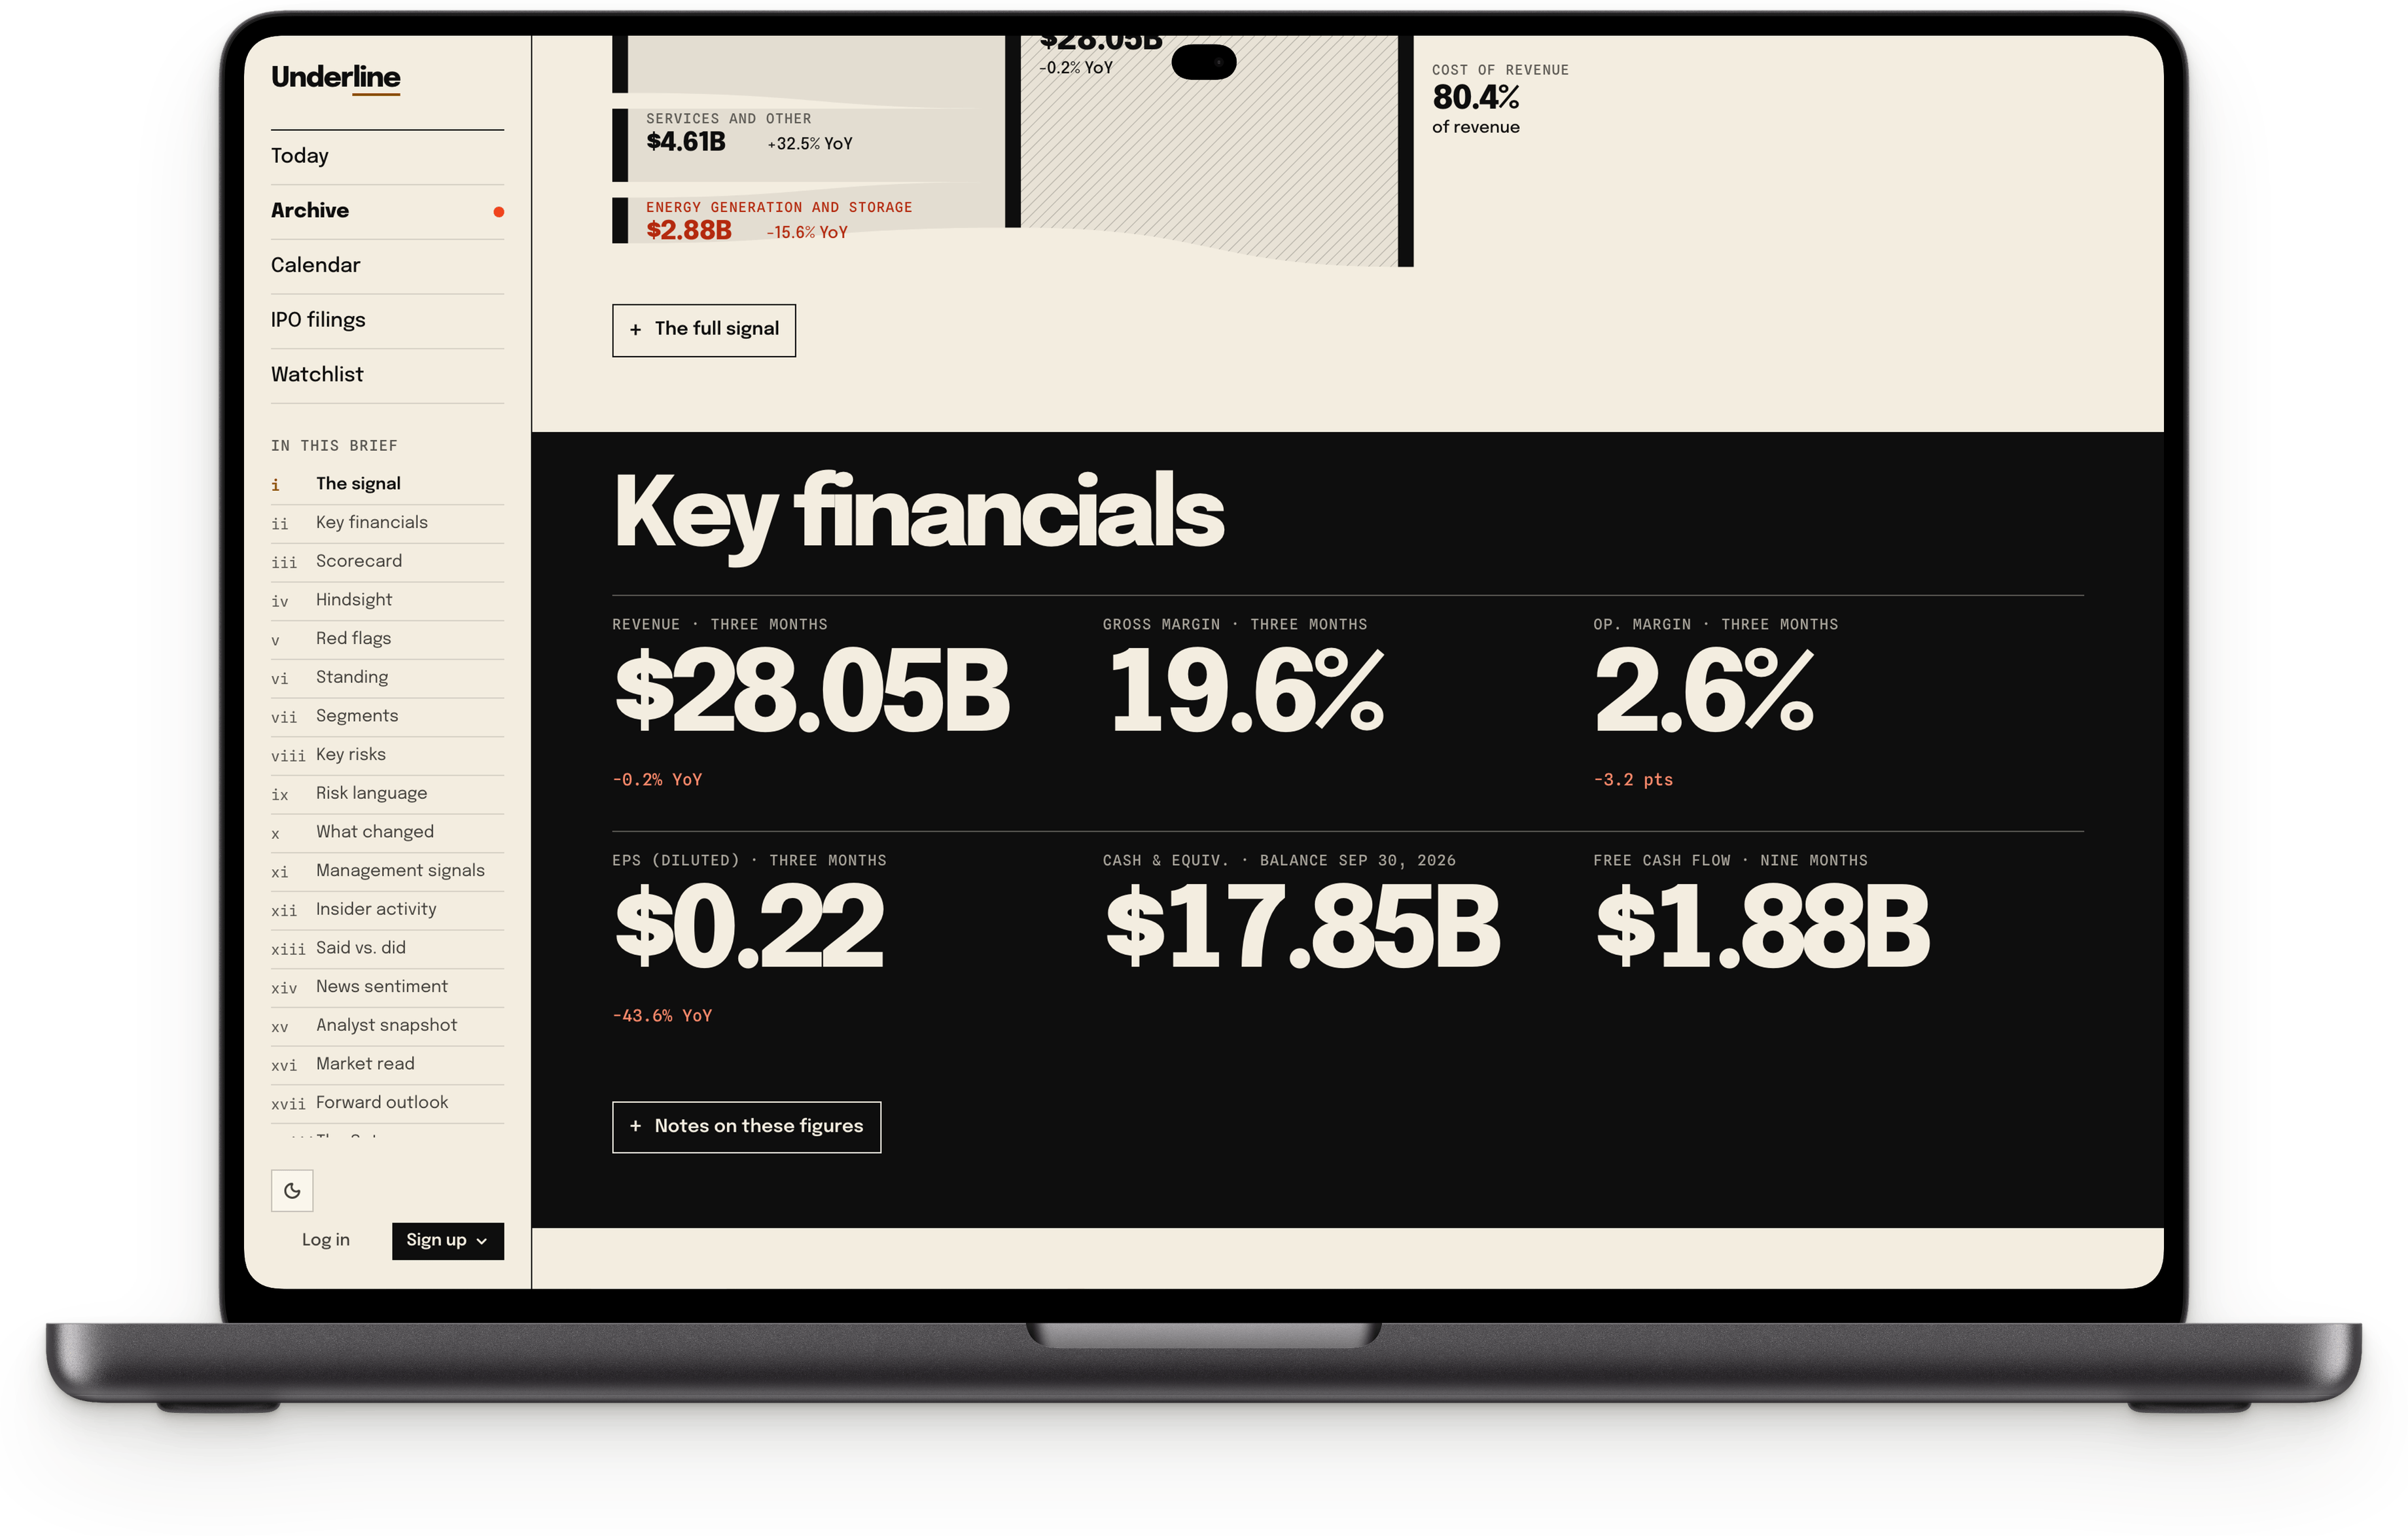 Underline
Today
Archive
Calendar
IPO filings
Watchlist
IN THIS BRIEF
i The signal
ii Key financials
iii Scorecard
iv Hindsight
v Red flags
vi Standing
vii Segments
viii Key risks
ix Risk language
x What changed
xi Management signals
xii Insider activity
xiii Said vs. did
xiv News sentiment
xv Analyst snapshot
xvi Market read
xvii Forward outlook
Log in
Sign up
$28.05B
-0.2% YoY
COST OF REVENUE
80.4%
of revenue
SERVICES AND OTHER
$4.61B +32.5% YoY
ENERGY GENERATION AND STORAGE
$2.88B -15.6% YoY
+ The full signal
Key financials
REVENUE · THREE MONTHS
$28.05B
-0.2% YoY
GROSS MARGIN · THREE MONTHS
19.6%
OP. MARGIN · THREE MONTHS
2.6%
-3.2 pts
EPS (DILUTED) · THREE MONTHS
$0.22
-43.6% YoY
CASH & EQUIV. · BALANCE SEP 30, 2026
$17.85B
FREE CASH FLOW · NINE MONTHS
$1.88B
+ Notes on these figures